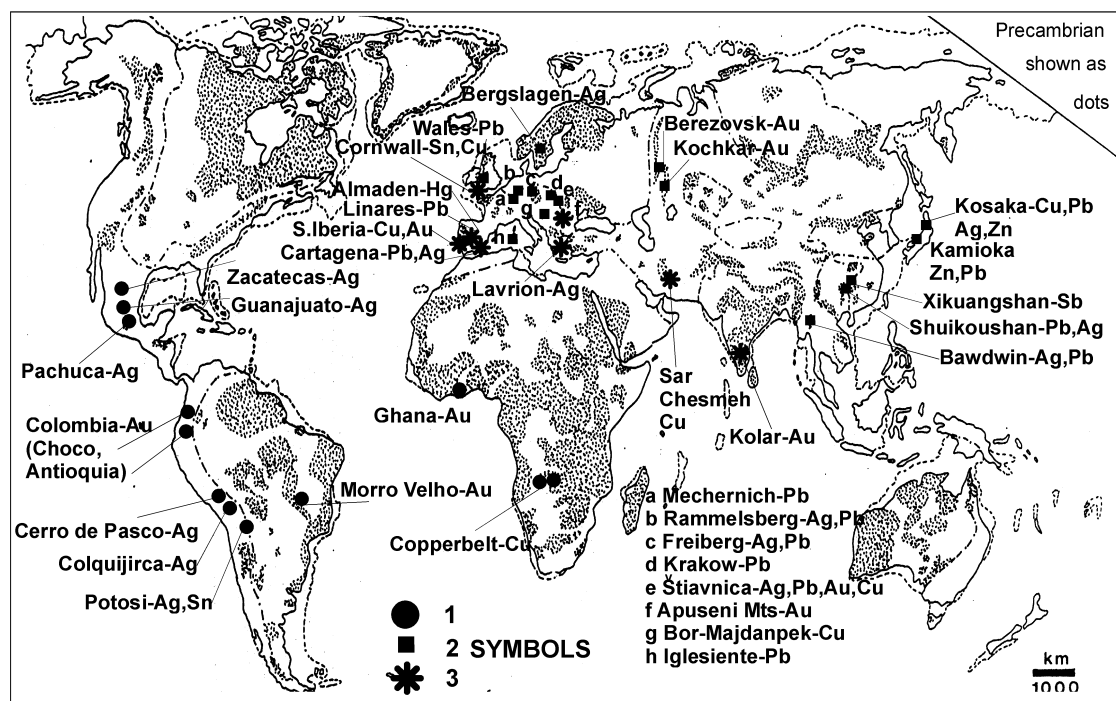 Precambrian
shown as
dots
Bergslagen-Ag
Wales-Pb
Cornwall-Sn,Cu
Berezovsk-Au
Kochkar-Au
b
c
d
a
e
Almaden-Hg
Linares-Pb
g
f
S.Iberia-Cu,Au
h
Cartagena-Pb,Ag
Kosaka-Cu,Pb
Ag,Zn
Kamioka
Zn,Pb
Zacatecas-Ag
Guanajuato-Ag
Lavrion-Ag
Xikuangshan-Sb
Shuikoushan-Pb,Ag
Bawdwin-Ag,Pb
Pachuca-Ag
Sar
Chesmeh
Cu
Ghana-Au
Kolar-Au
Colombia-Au
(Choco,
Antioquia)
Morro Velho-Au
Cerro de Pasco-Ag
Copperbelt-Cu
Colquijirca-Ag
Potosi-Ag,Sn
a Mechernich-Pb
b Rammelsberg-Ag,Pb
c Freiberg-Ag,Pb
d Krakow-Pb
e Štiavnica-Ag,Pb,Au,Cu
f Apuseni Mts-Au
g Bor-Majdanpek-Cu
h Iglesiente-Pb
1
2 SYMBOLS
3
km
1000